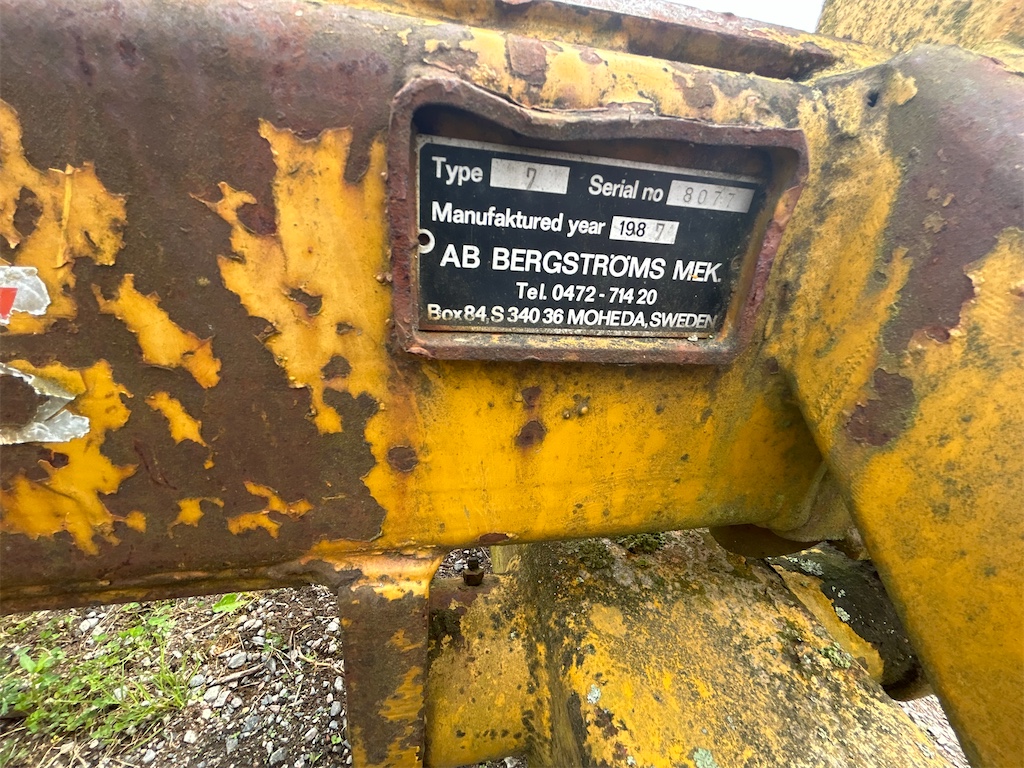 Type 7 Serial no 8077
Manufaktured year 1987
AB BERGSTRÖMS MEK.
Tel. 0472 - 714 20
Box 84, S 340 36 MOHEDA, SWEDEN